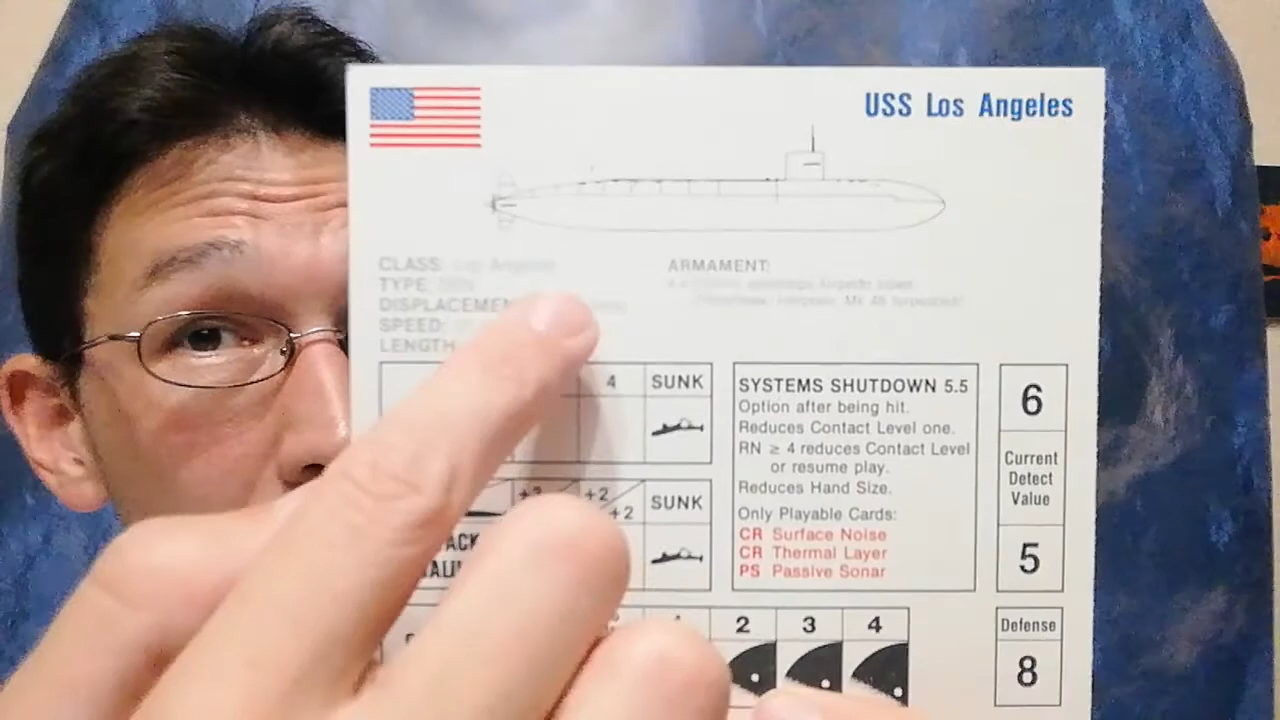 USS Los Angeles
CLASS: Los Angeles
TYPE:
DISPLACEMEN
SPEED:
LENGTH
ARMAMENT:
4 SUNK
+2 +2
+2
SUNK
SYSTEMS SHUTDOWN 5.5
Option after being hit.
Reduces Contact Level one.
RN ≥ 4 reduces Contact Level
or resume play.
Reduces Hand Size.
Only Playable Cards:
CR Surface Noise
CR Thermal Layer
PS Passive Sonar
6
Current
Detect
Value
5
2 3 4
Defense
8